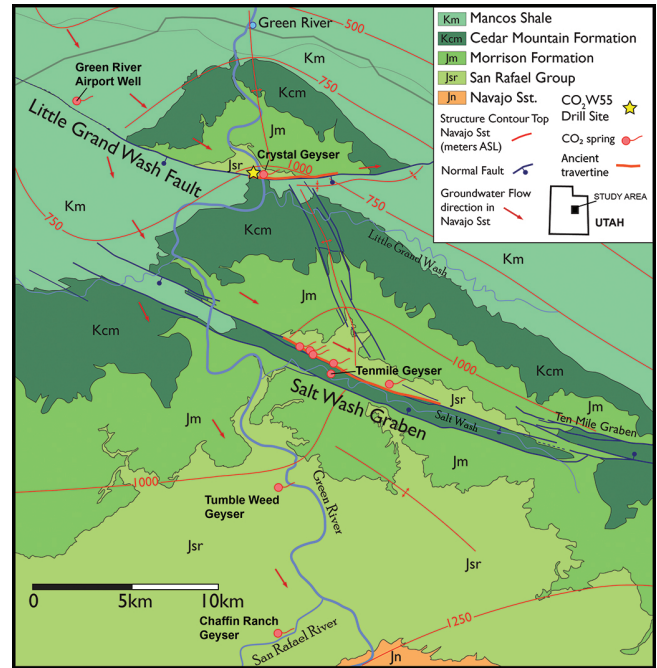 Green River
500
Km
Green River
Airport Well
Kcm
750
1000
Jm
Little Grand Wash Fault
Crystal Geyser
Jsr
1000
Km
750
750
Kcm
Little Grand Wash
Km
Jm
Kcm
1000
Kcm
Tenmile Geyser
Salt Wash Graben
Jsr
Salt Wash
Jm
Ten Mile Graben
Jm
Jm
1000
Tumble Weed
Geyser
Green River
Jsr
Jsr
0
5km
10km
Chaffin Ranch
Geyser
San Rafael River
1250
Jn
Km Mancos Shale
Kcm Cedar Mountain Formation
Jm Morrison Formation
Jsr San Rafael Group
Jn Navajo Sst.
CO2W55
Drill Site
Structure Contour Top
Navajo Sst
(meters ASL)
CO2 spring
Normal Fault
Ancient
travertine
Groundwater Flow
direction in
Navajo Sst
STUDY AREA
UTAH